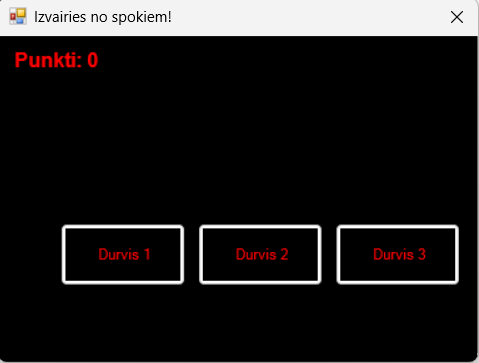 Izvairies no spokiem!
Punkti: 0
Durvis 1 Durvis 2 Durvis 3